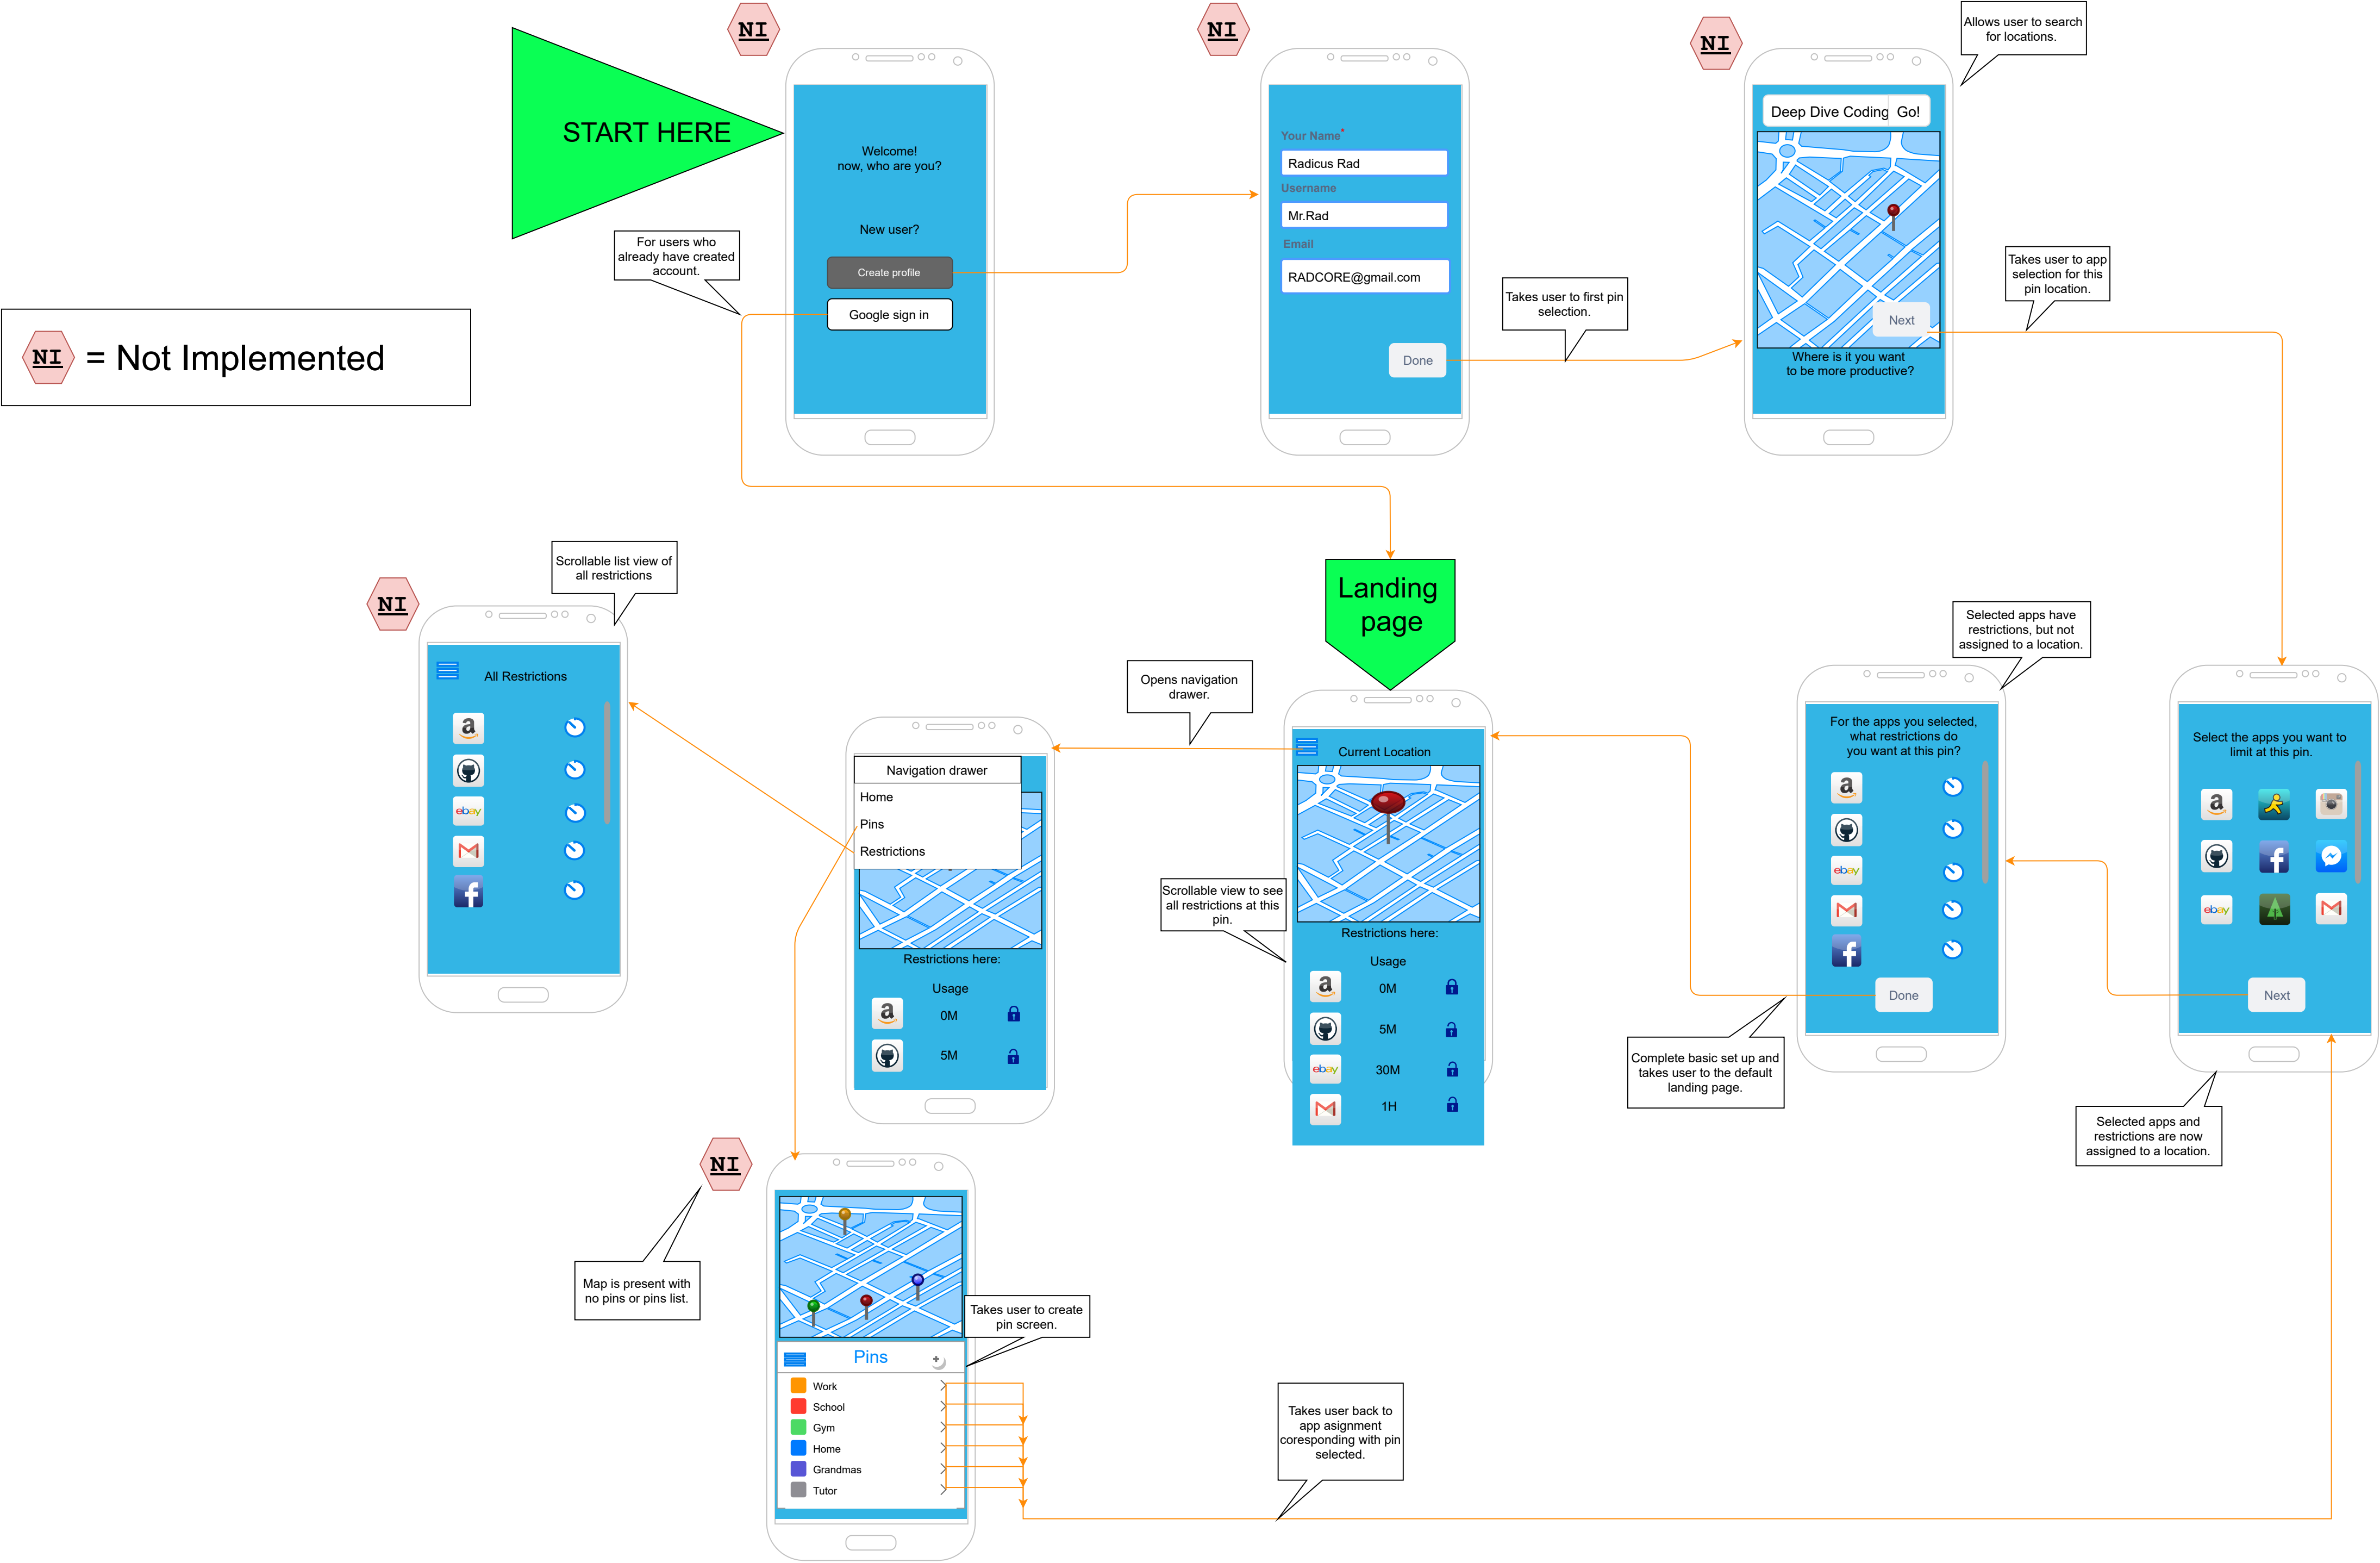 NI
NI
NI
Allows user to search
for locations.
START HERE
Welcome!
now, who are you?
New user?
Create profile
Google sign in
For users who
already have created
account.
Your Name*
Radicus Rad
Username
Mr.Rad
Email
RADCORE@gmail.com
Done
Takes user to first pin
selection.
Deep Dive Coding
Go!
Next
Where is it you want
to be more productive?
Takes user to app
selection for this
pin location.
NI
= Not Implemented
NI
Scrollable list view of
all restrictions
All Restrictions
a
ebay
f
Opens navigation
drawer.
Navigation drawer
Home
Pins
Restrictions
Restrictions here:
Usage
a
0M
5M
Landing
page
Current Location
Scrollable view to see
all restrictions at this
pin.
Restrictions here:
Usage
a
0M
5M
ebay
30M
1H
Selected apps have
restrictions, but not
assigned to a location.
For the apps you selected,
what restrictions do
you want at this pin?
a
ebay
f
Done
Complete basic set up and
takes user to the default
landing page.
Select the apps you want to
limit at this pin.
a
f
ebay
Next
Selected apps and
restrictions are now
assigned to a location.
NI
Map is present with
no pins or pins list.
Takes user to create
pin screen.
Pins
+
Work
School
Gym
Home
Grandmas
Tutor
Takes user back to
app asignment
coresponding with pin
selected.